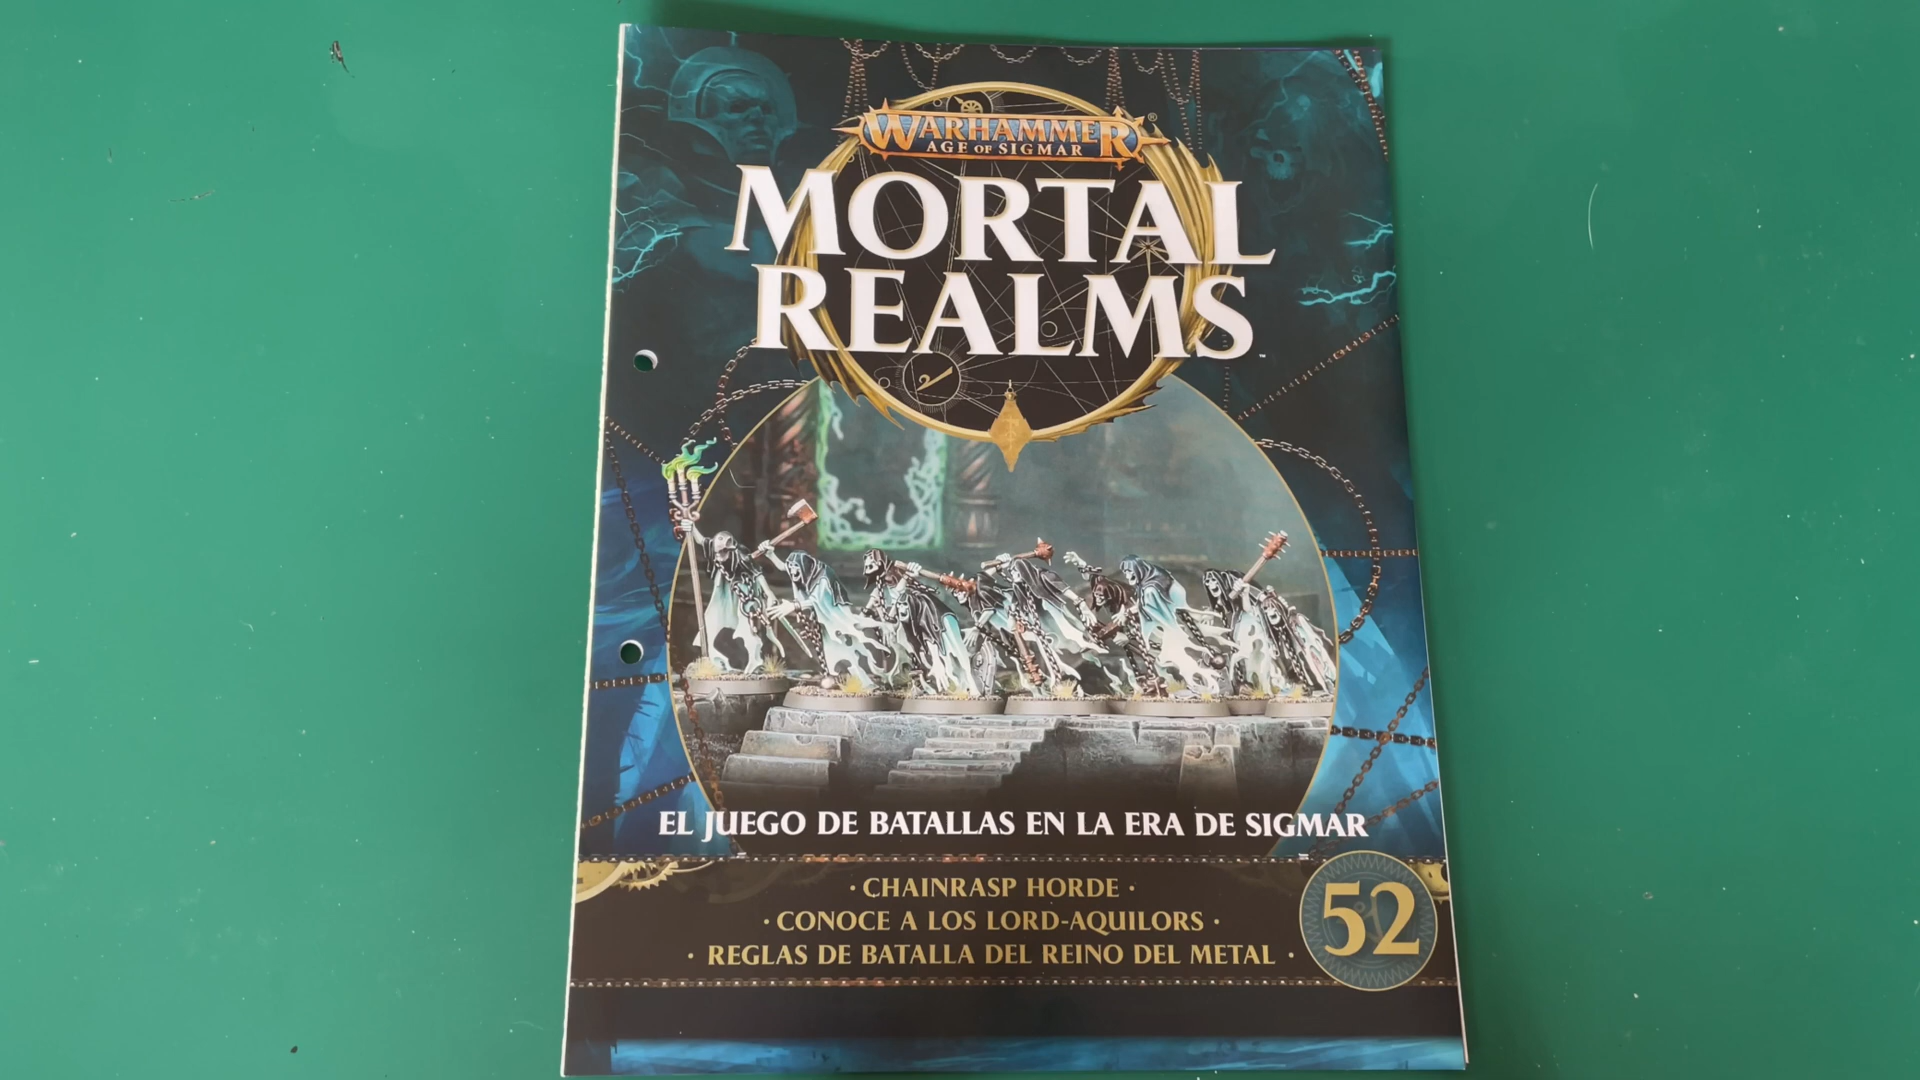 WARHAMMER®
AGE OF SIGMAR
MORTAL
REALMS™
EL JUEGO DE BATALLAS EN LA ERA DE SIGMAR
· CHAINRASP HORDE ·
· CONOCE A LOS LORD-AQUILORS ·
· REGLAS DE BATALLA DEL REINO DEL METAL ·
52